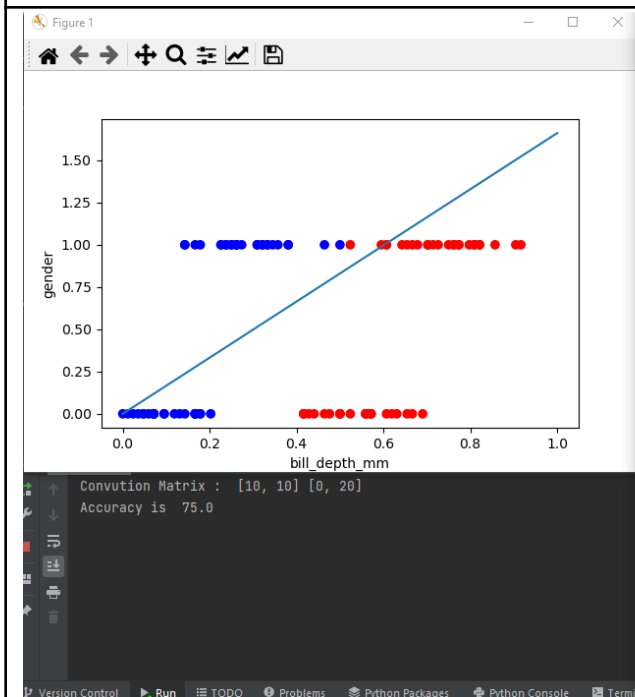 Figure 1
1.50
1.25
1.00
0.75
0.50
0.25
0.00
gender
0.0 0.2 0.4 0.6 0.8 1.0
bill_depth_mm
Convution Matrix :  [10, 10] [0, 20]
Accuracy is  75.0
Version Control Run TODO Problems Python Packages Python Console